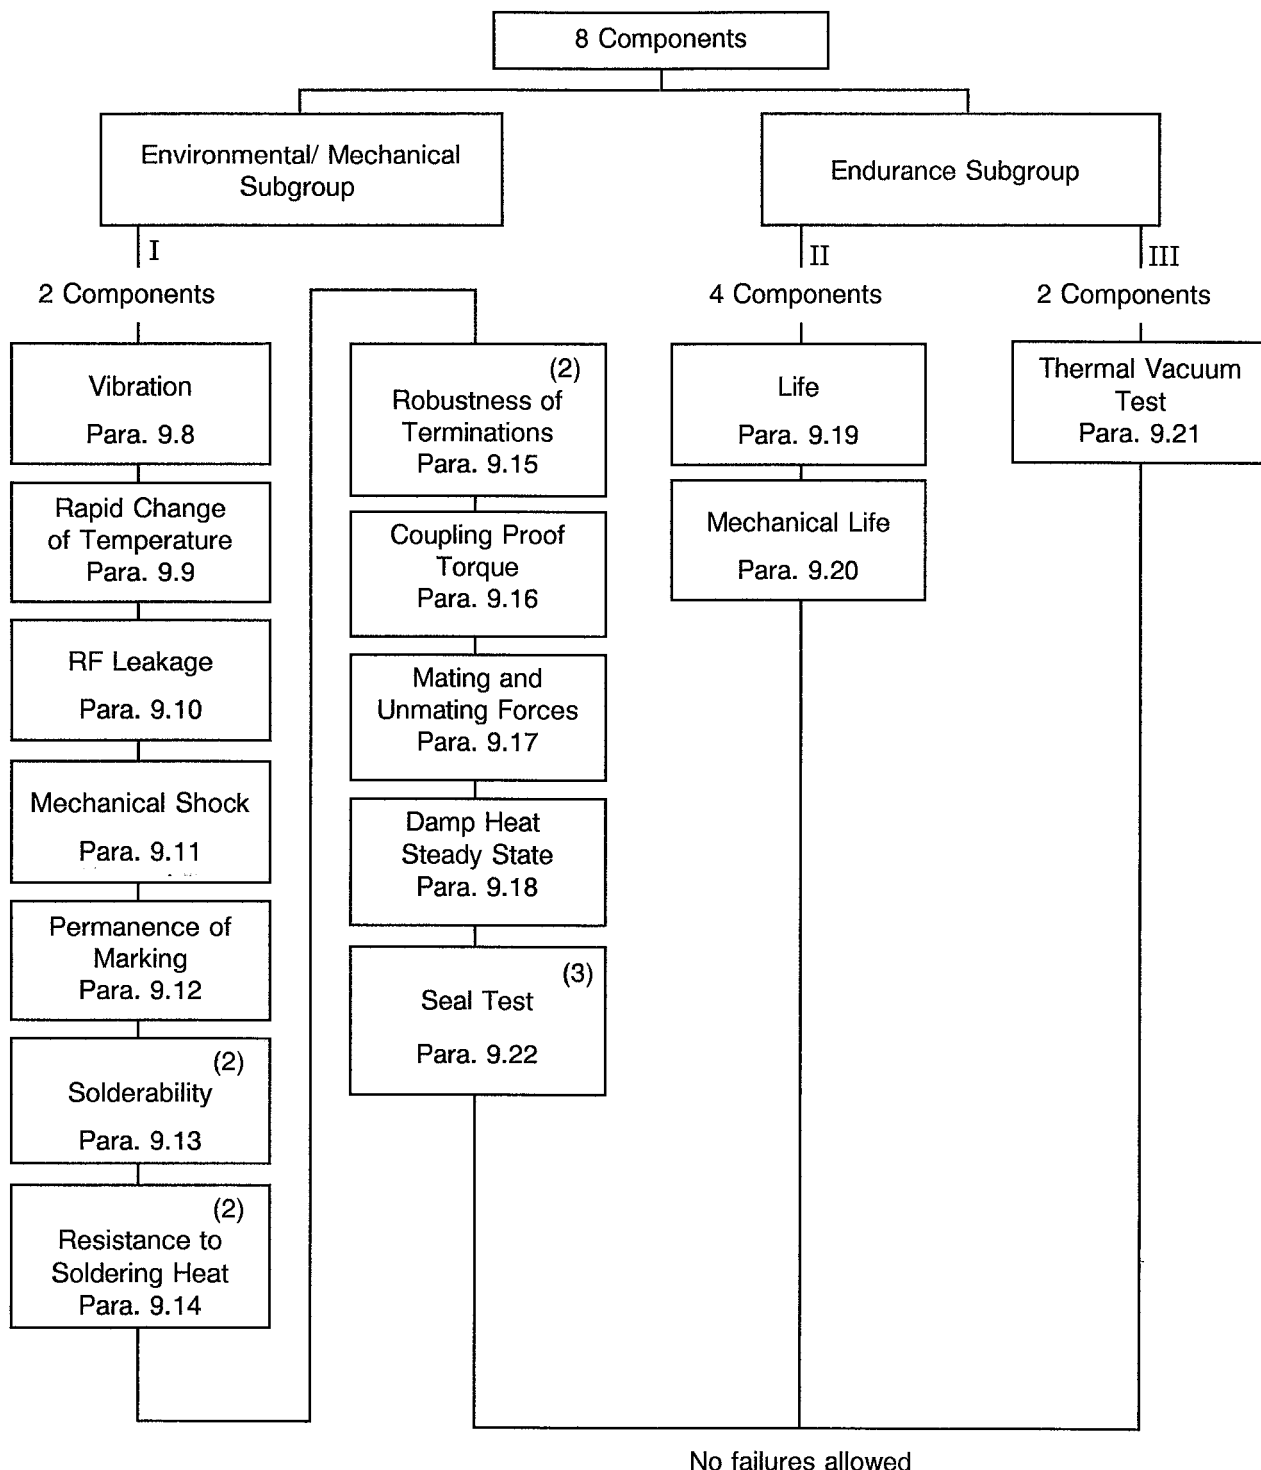 8 Components
Environmental/ Mechanical
Subgroup
Endurance Subgroup
I
2 Components
II
4 Components
III
2 Components
Vibration
Para. 9.8
Rapid Change
of Temperature
Para. 9.9
RF Leakage
Para. 9.10
Mechanical Shock
Para. 9.11
Permanence of
Marking
Para. 9.12
(2)
Solderability
Para. 9.13
(2)
Resistance to
Soldering Heat
Para. 9.14
(2)
Robustness of
Terminations
Para. 9.15
Coupling Proof
Torque
Para. 9.16
Mating and
Unmating Forces
Para. 9.17
Damp Heat
Steady State
Para. 9.18
(3)
Seal Test
Para. 9.22
Life
Para. 9.19
Mechanical Life
Para. 9.20
Thermal Vacuum
Test
Para. 9.21
No failures allowed